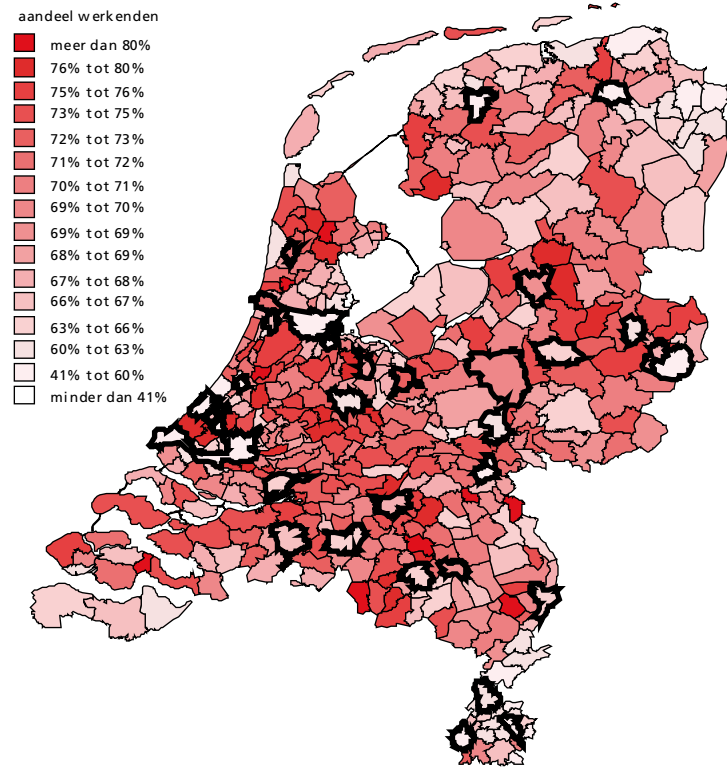 aandeel werkenden
meer dan 80%
76% tot 80%
75% tot 76%
73% tot 75%
72% tot 73%
71% tot 72%
70% tot 71%
69% tot 70%
69% tot 69%
68% tot 69%
67% tot 68%
66% tot 67%
63% tot 66%
60% tot 63%
41% tot 60%
minder dan 41%